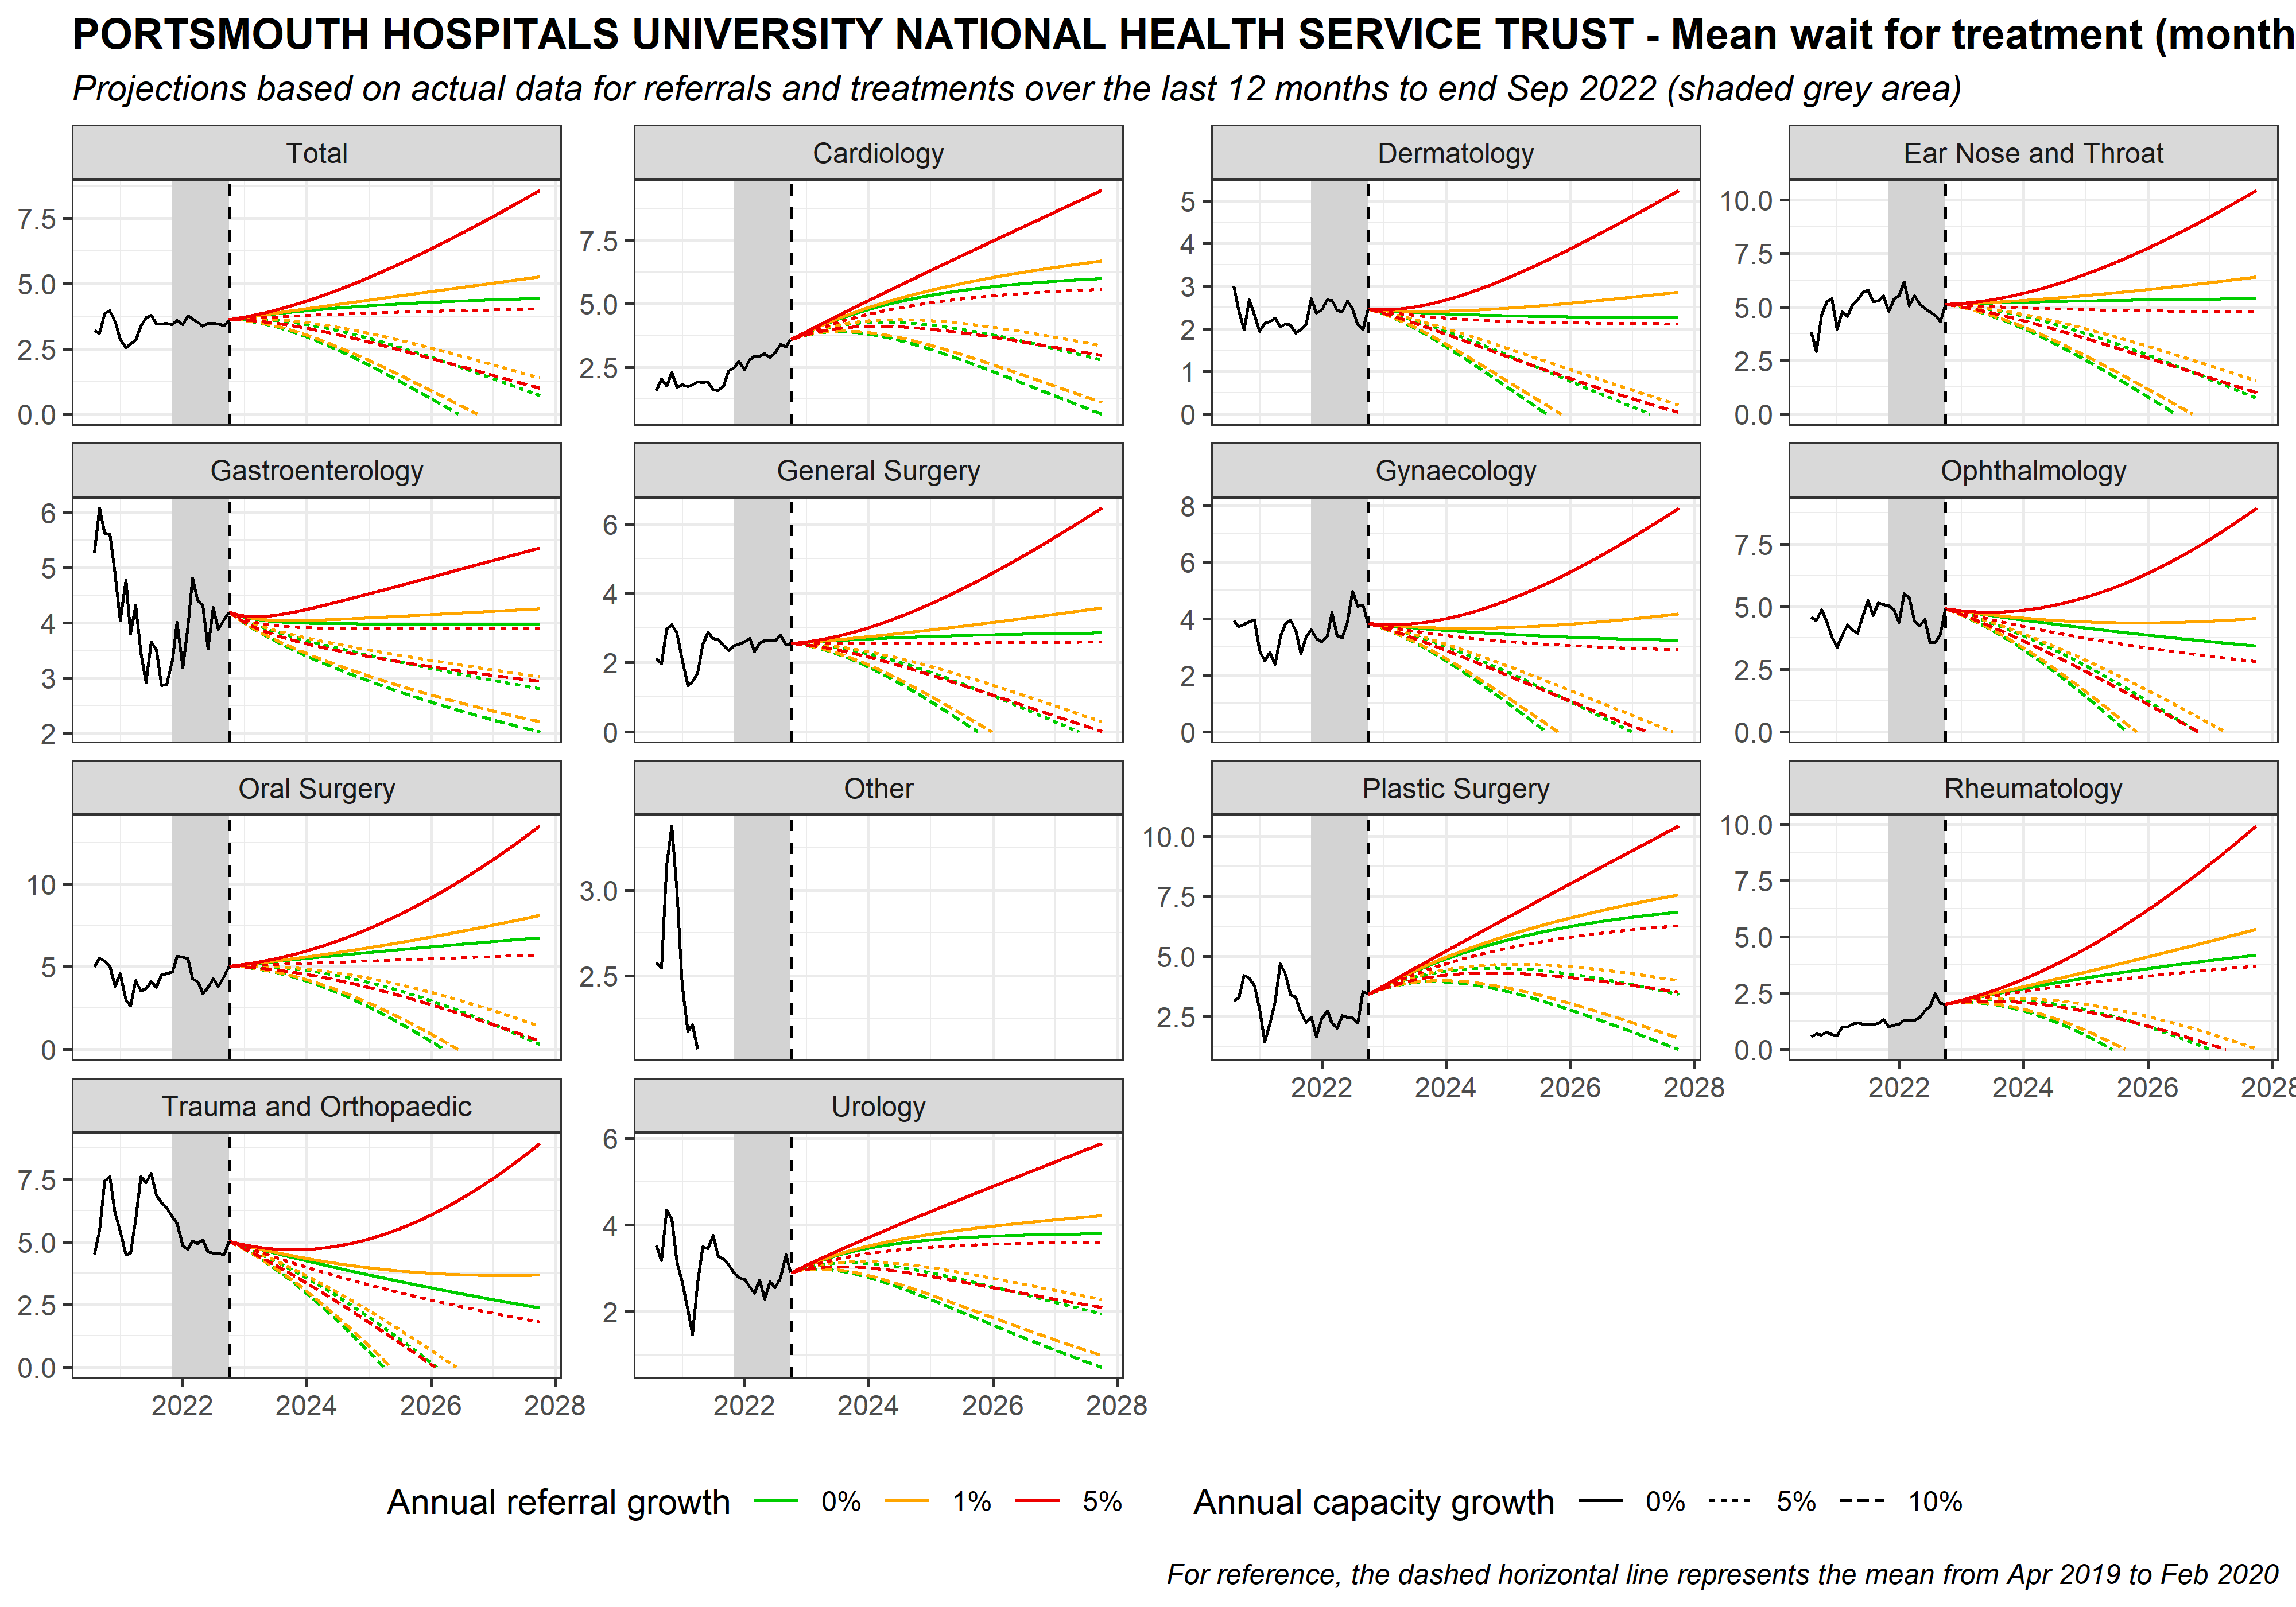 PORTSMOUTH HOSPITALS UNIVERSITY NATIONAL HEALTH SERVICE TRUST - Mean wait for treatment (month
Projections based on actual data for referrals and treatments over the last 12 months to end Sep 2022 (shaded grey area)
Total
Cardiology
Dermatology
Ear Nose and Throat
7.5
5.0
2.5
0.0
7.5
5.0
2.5
5
4
3
2
1
0
10.0
7.5
5.0
2.5
0.0
Gastroenterology
General Surgery
Gynaecology
Ophthalmology
6
5
4
3
2
6
4
2
0
8
6
4
2
0
7.5
5.0
2.5
0.0
Oral Surgery
Other
Plastic Surgery
Rheumatology
10
5
0
3.0
2.5
10.0
7.5
5.0
2.5
10.0
7.5
5.0
2.5
0.0
2022 2024 2026 2028
2022 2024 2026 2028
Trauma and Orthopaedic
Urology
7.5
5.0
2.5
0.0
6
4
2
2022 2024 2026 2028
2022 2024 2026 2028
Annual referral growth 0% 1% 5%
Annual capacity growth 0% 5% 10%
For reference, the dashed horizontal line represents the mean from Apr 2019 to Feb 2020